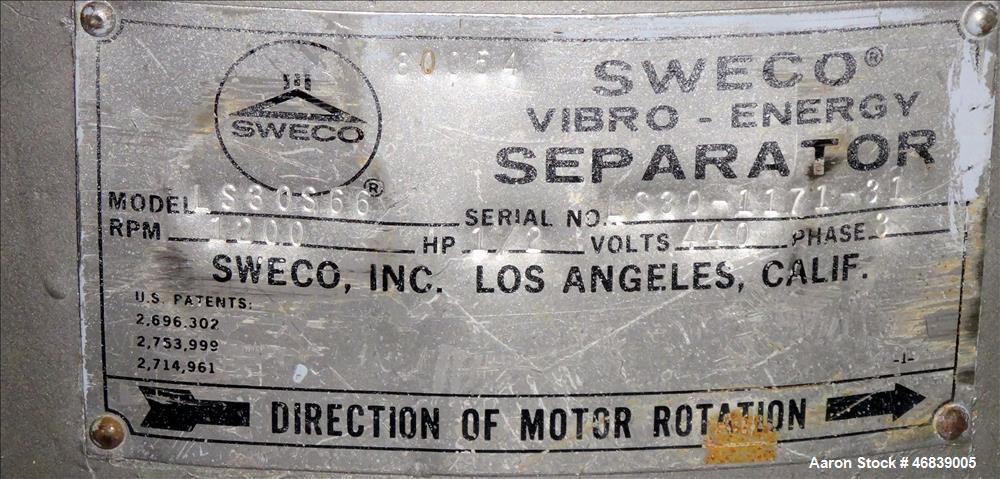 SWECO
®
SWECO®
VIBRO - ENERGY
SEPARATOR
MODEL LS30S66 SERIAL NO. S30-1171-31
RPM 1200 HP 1/2 VOLTS 440 PHASE 3
SWECO, INC. LOS ANGELES, CALIF.
U.S. PATENTS:
2,696,302
2,753,999
2,714,961
-1-
DIRECTION OF MOTOR ROTATION
Aaron Stock # 46839005